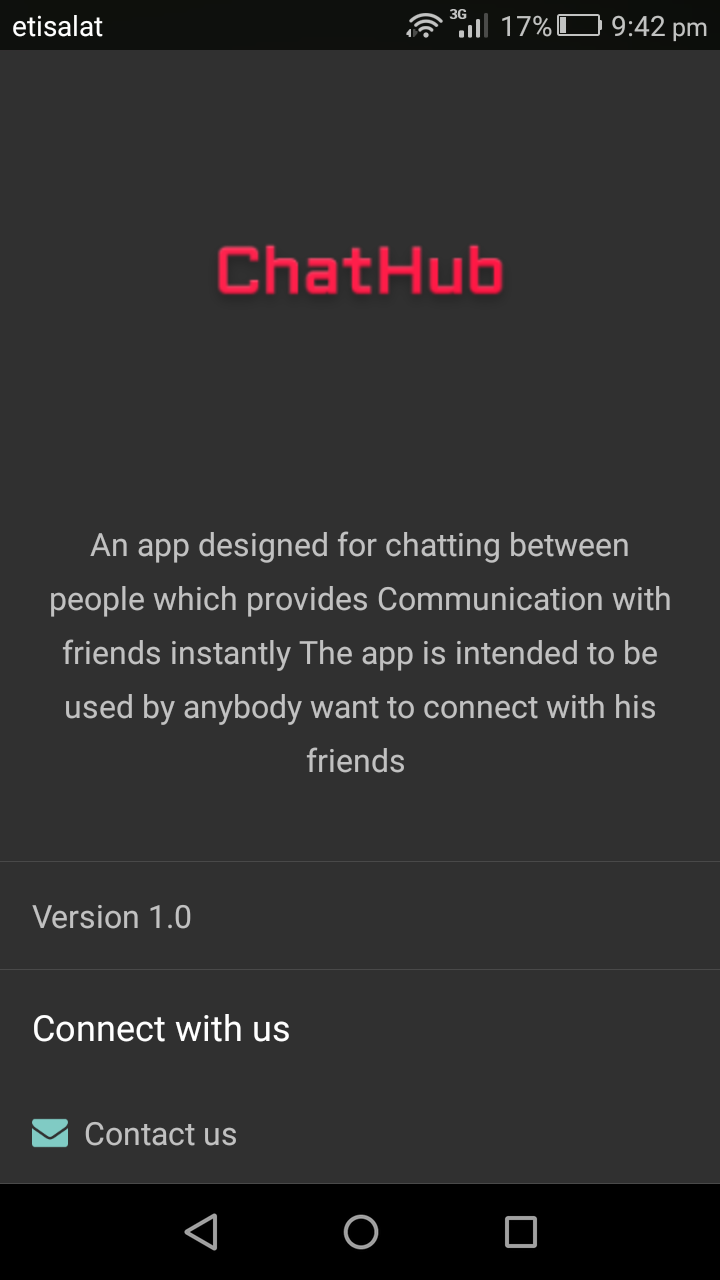 etisalat
3G 17% 9:42 pm
ChatHub
An app designed for chatting between
people which provides Communication with
friends instantly The app is intended to be
used by anybody want to connect with his
friends
Version 1.0
Connect with us
Contact us